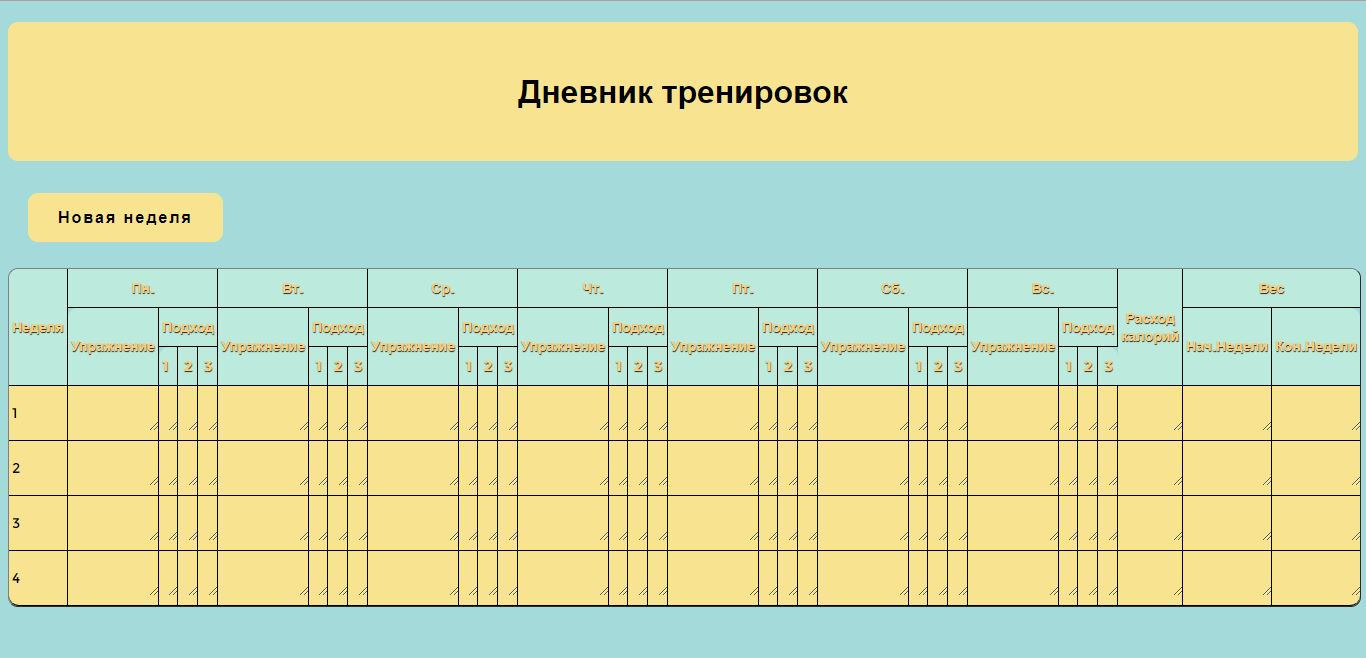 Дневник тренировок
Новая неделя
Неделя Пн. Вт. Ср. Чт. Пт. Сб. Вс. Расход калорий Вес
Упражнение Подход Упражнение Подход Упражнение Подход Упражнение Подход Упражнение Подход Упражнение Подход Упражнение Подход Нач.Недели Кон.Недели
1 2 3 1 2 3 1 2 3 1 2 3 1 2 3 1 2 3 1 2 3
1
2
3
4